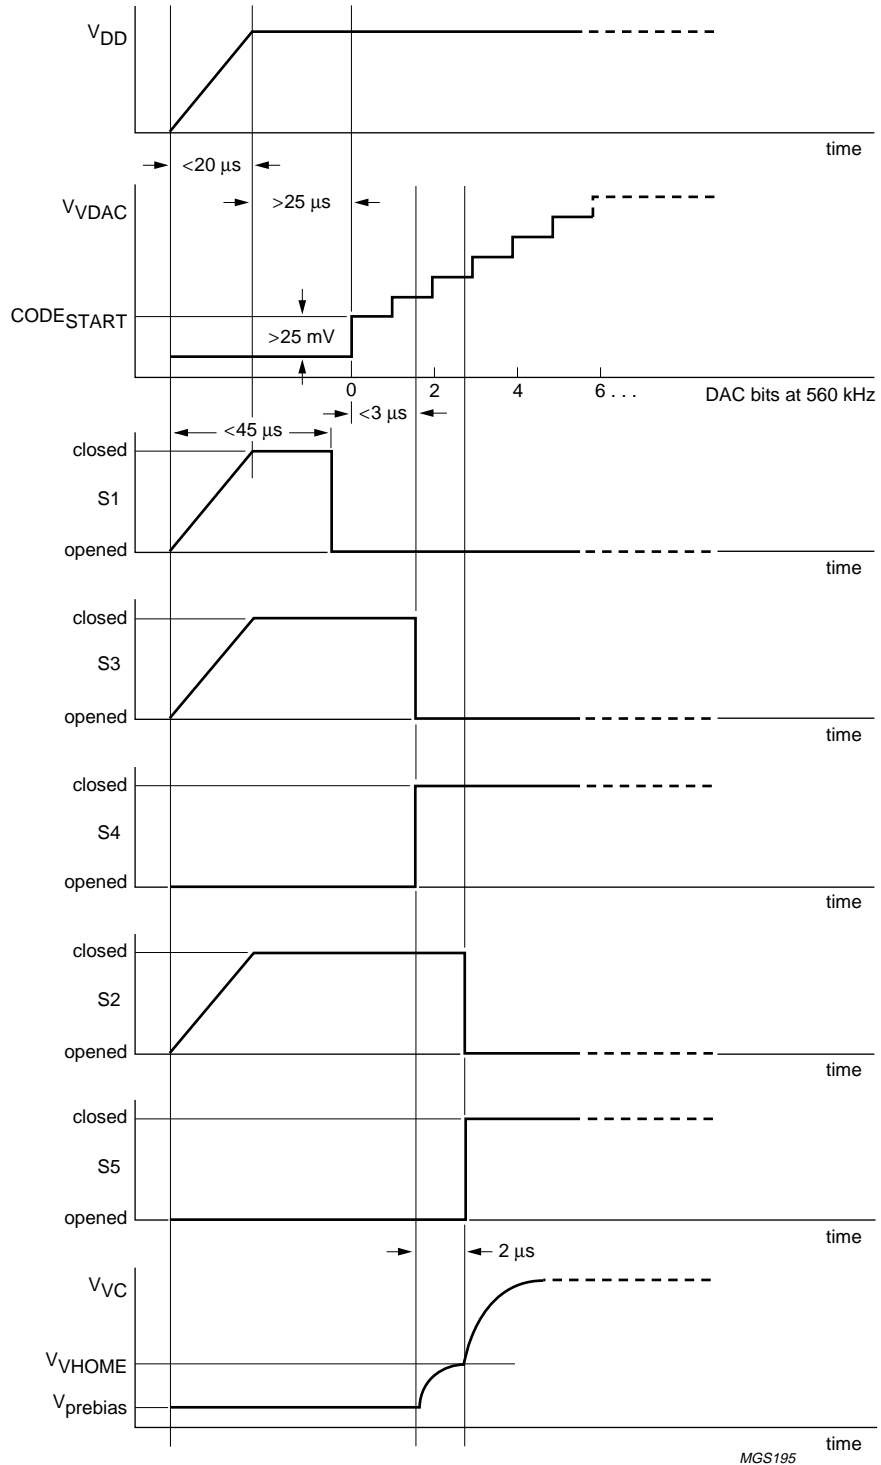 VDD
time
<20 μs
>25 μs
VVDAC
CODESTART
>25 mV
0 2 4 6 . . . DAC bits at 560 kHz
<3 μs
<45 μs
closed
S1
opened
time
closed
S3
opened
time
closed
S4
opened
time
closed
S2
opened
time
closed
S5
opened
time
2 μs
VVC
VVHOME
Vprebias
time
MGS195